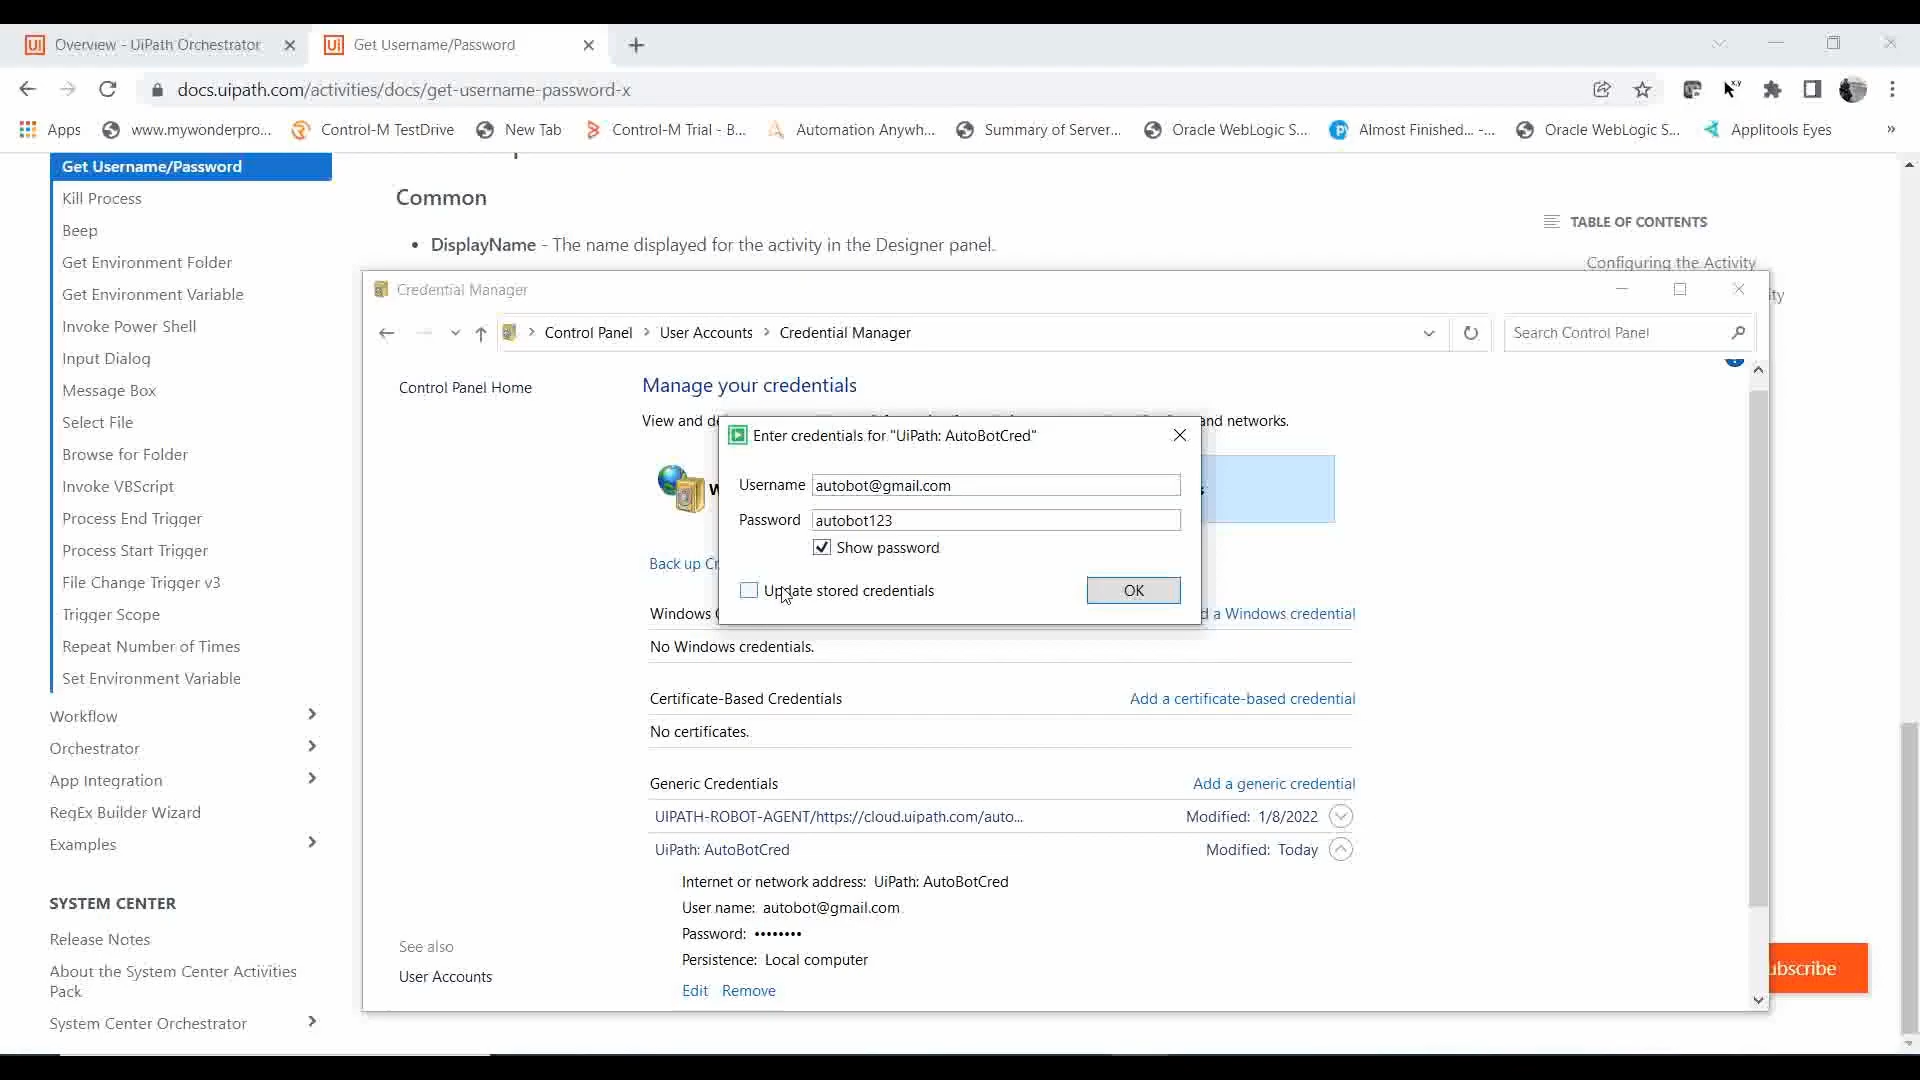 Overview - UiPath Orchestrator
Get Username/Password
docs.uipath.com/activities/docs/get-username-password-x
Apps
www.mywonderpro...
Control-M TestDrive
New Tab
Control-M Trial - B...
Automation Anywh...
Summary of Server...
Oracle WebLogic S...
Almost Finished... -...
Oracle WebLogic S...
Applitools Eyes
»
Get Username/Password
Kill Process
Beep
Get Environment Folder
Get Environment Variable
Invoke Power Shell
Input Dialog
Message Box
Select File
Browse for Folder
Invoke VBScript
Process End Trigger
Process Start Trigger
File Change Trigger v3
Trigger Scope
Repeat Number of Times
Set Environment Variable
Workflow
Orchestrator
App Integration
RegEx Builder Wizard
Examples
SYSTEM CENTER
Release Notes
About the System Center Activities
Pack
System Center Orchestrator
Common
• DisplayName - The name displayed for the activity in the Designer panel.
TABLE OF CONTENTS
Configuring the Activity
Credential Manager
Control Panel > User Accounts > Credential Manager
Search Control Panel
Control Panel Home
Manage your credentials
View and de
and networks.
Enter credentials for "UiPath: AutoBotCred"
Username autobot@gmail.com
Password autobot123
Show password
Update stored credentials
OK
Back up Cr
Windows
a Windows credential
No Windows credentials.
Certificate-Based Credentials
Add a certificate-based credential
No certificates.
Generic Credentials
Add a generic credential
UIPATH-ROBOT-AGENT/https://cloud.uipath.com/auto...
Modified: 1/8/2022
UiPath: AutoBotCred
Modified: Today
Internet or network address: UiPath: AutoBotCred
User name: autobot@gmail.com
Password: ••••••••
Persistence: Local computer
Edit Remove
See also
User Accounts
ubscribe